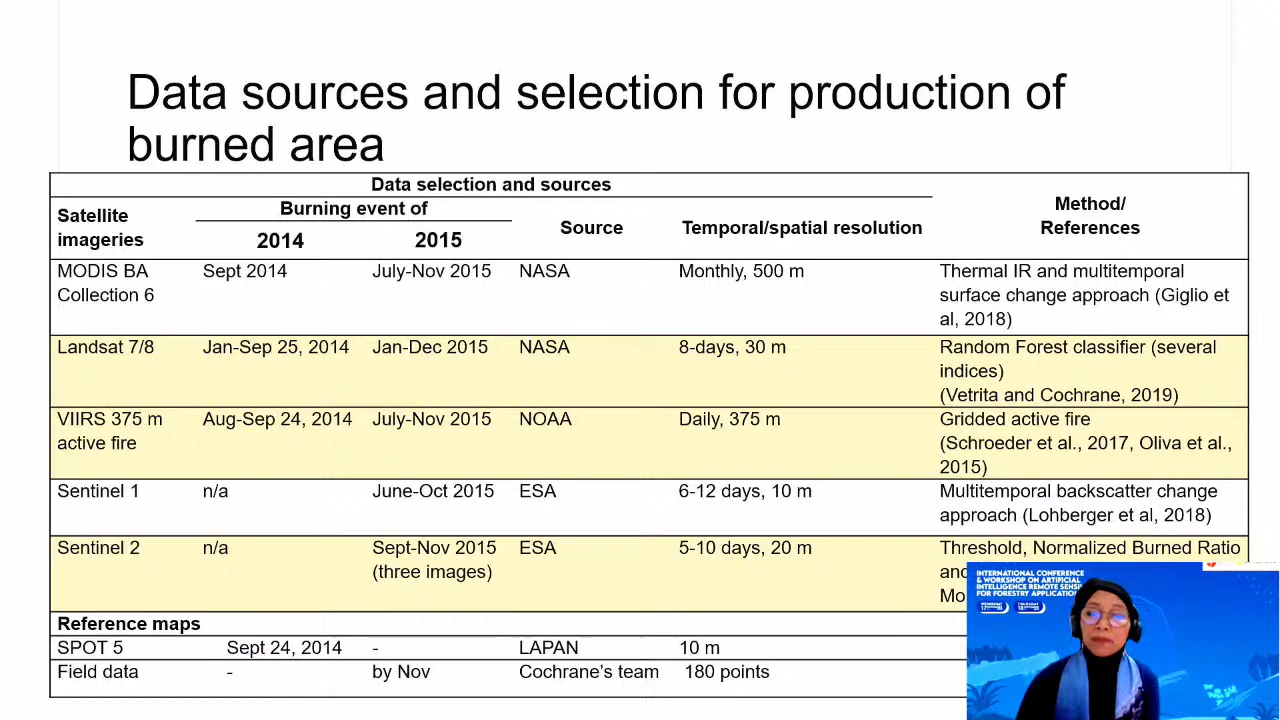 Data sources and selection for production of
burned area
Data selection and sources
Satellite
imageries
Burning event of
2014
2015
Source
Temporal/spatial resolution
Method/
References
MODIS BA
Collection 6
Sept 2014
July-Nov 2015
NASA
Monthly, 500 m
Thermal IR and multitemporal
surface change approach (Giglio et
al, 2018)
Landsat 7/8
Jan-Sep 25, 2014
Jan-Dec 2015
NASA
8-days, 30 m
Random Forest classifier (several
indices)
(Vetrita and Cochrane, 2019)
VIIRS 375 m
active fire
Aug-Sep 24, 2014
July-Nov 2015
NOAA
Daily, 375 m
Gridded active fire
(Schroeder et al., 2017, Oliva et al.,
2015)
Sentinel 1
n/a
June-Oct 2015
ESA
6-12 days, 10 m
Multitemporal backscatter change
approach (Lohberger et al, 2018)
Sentinel 2
n/a
Sept-Nov 2015
(three images)
ESA
5-10 days, 20 m
Threshold, Normalized Burned Ratio
and
Mo
Reference maps
SPOT 5
Sept 24, 2014
-
LAPAN
10 m
Field data
-
by Nov
Cochrane's team
180 points
INTERNATIONAL CONFERENCE
& WORKSHOP ON ARTIFICIAL
INTELLIGENCE REMOTE SENSI
FOR FORESTRY APPLICATION
WEDNESDAY
THURSDAY
17
18